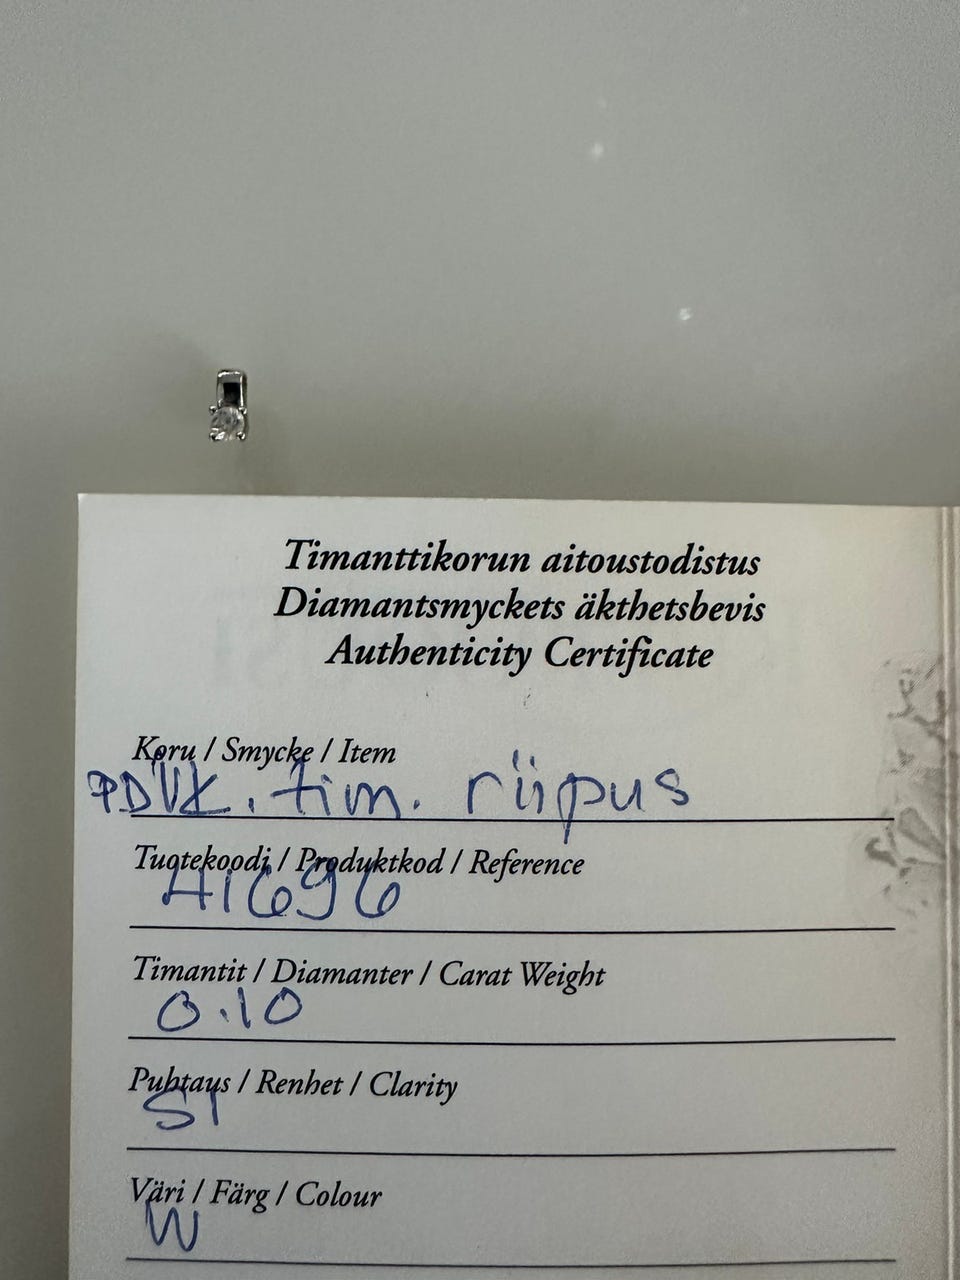 Timanttikorun aitoustodistus
Diamantsmyckets äkthetsbevis
Authenticity Certificate
Koru / Smycke / Item
tim. riipus
Tuotekoodi / Produktkod / Reference
41696
Timantit / Diamanter / Carat Weight
0.10
Puhtaus / Renhet / Clarity
SI
Väri / Färg / Colour
W